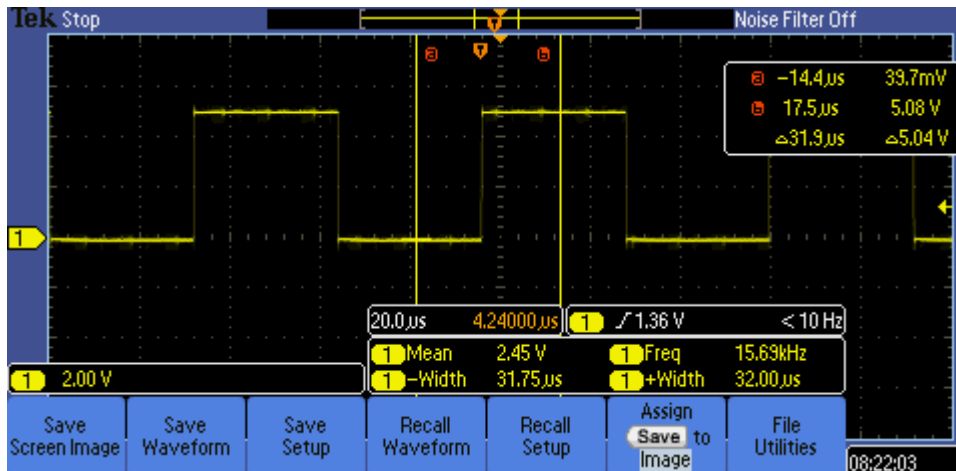 Tek Stop
T
Noise Filter Off
a T b
a −14.4µs 39.7mV
b 17.5µs 5.08 V
△31.9µs △5.04 V
1
20.0µs 4.24000µs
1 1.36 V < 10 Hz
1 Mean 2.45 V 1 Freq 15.69kHz
1 −Width 31.75µs 1 +Width 32.00µs
1 2.00 V
Save
Screen Image
Save
Waveform
Save
Setup
Recall
Waveform
Recall
Setup
Assign
Save to
Image
File
Utilities
08:22:03